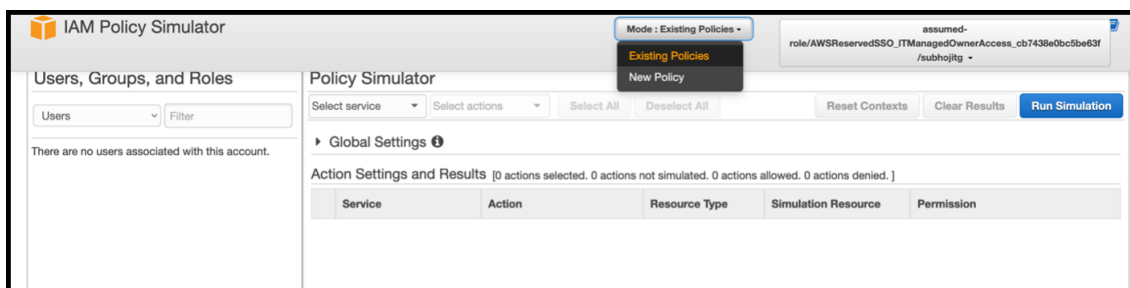 IAM Policy Simulator
Mode : Existing Policies
Existing Policies
New Policy
assumed-
role/AWSReservedSSO_ITManagedOwnerAccess_cb7438e0bc5be63f
/subhojitg
Users, Groups, and Roles
Users
Filter
There are no users associated with this account.
Policy Simulator
Select service
Select actions
Select All
Deselect All
Reset Contexts
Clear Results
Run Simulation
Global Settings
Action Settings and Results [0 actions selected. 0 actions not simulated. 0 actions allowed. 0 actions denied. ]
Service Action Resource Type Simulation Resource Permission